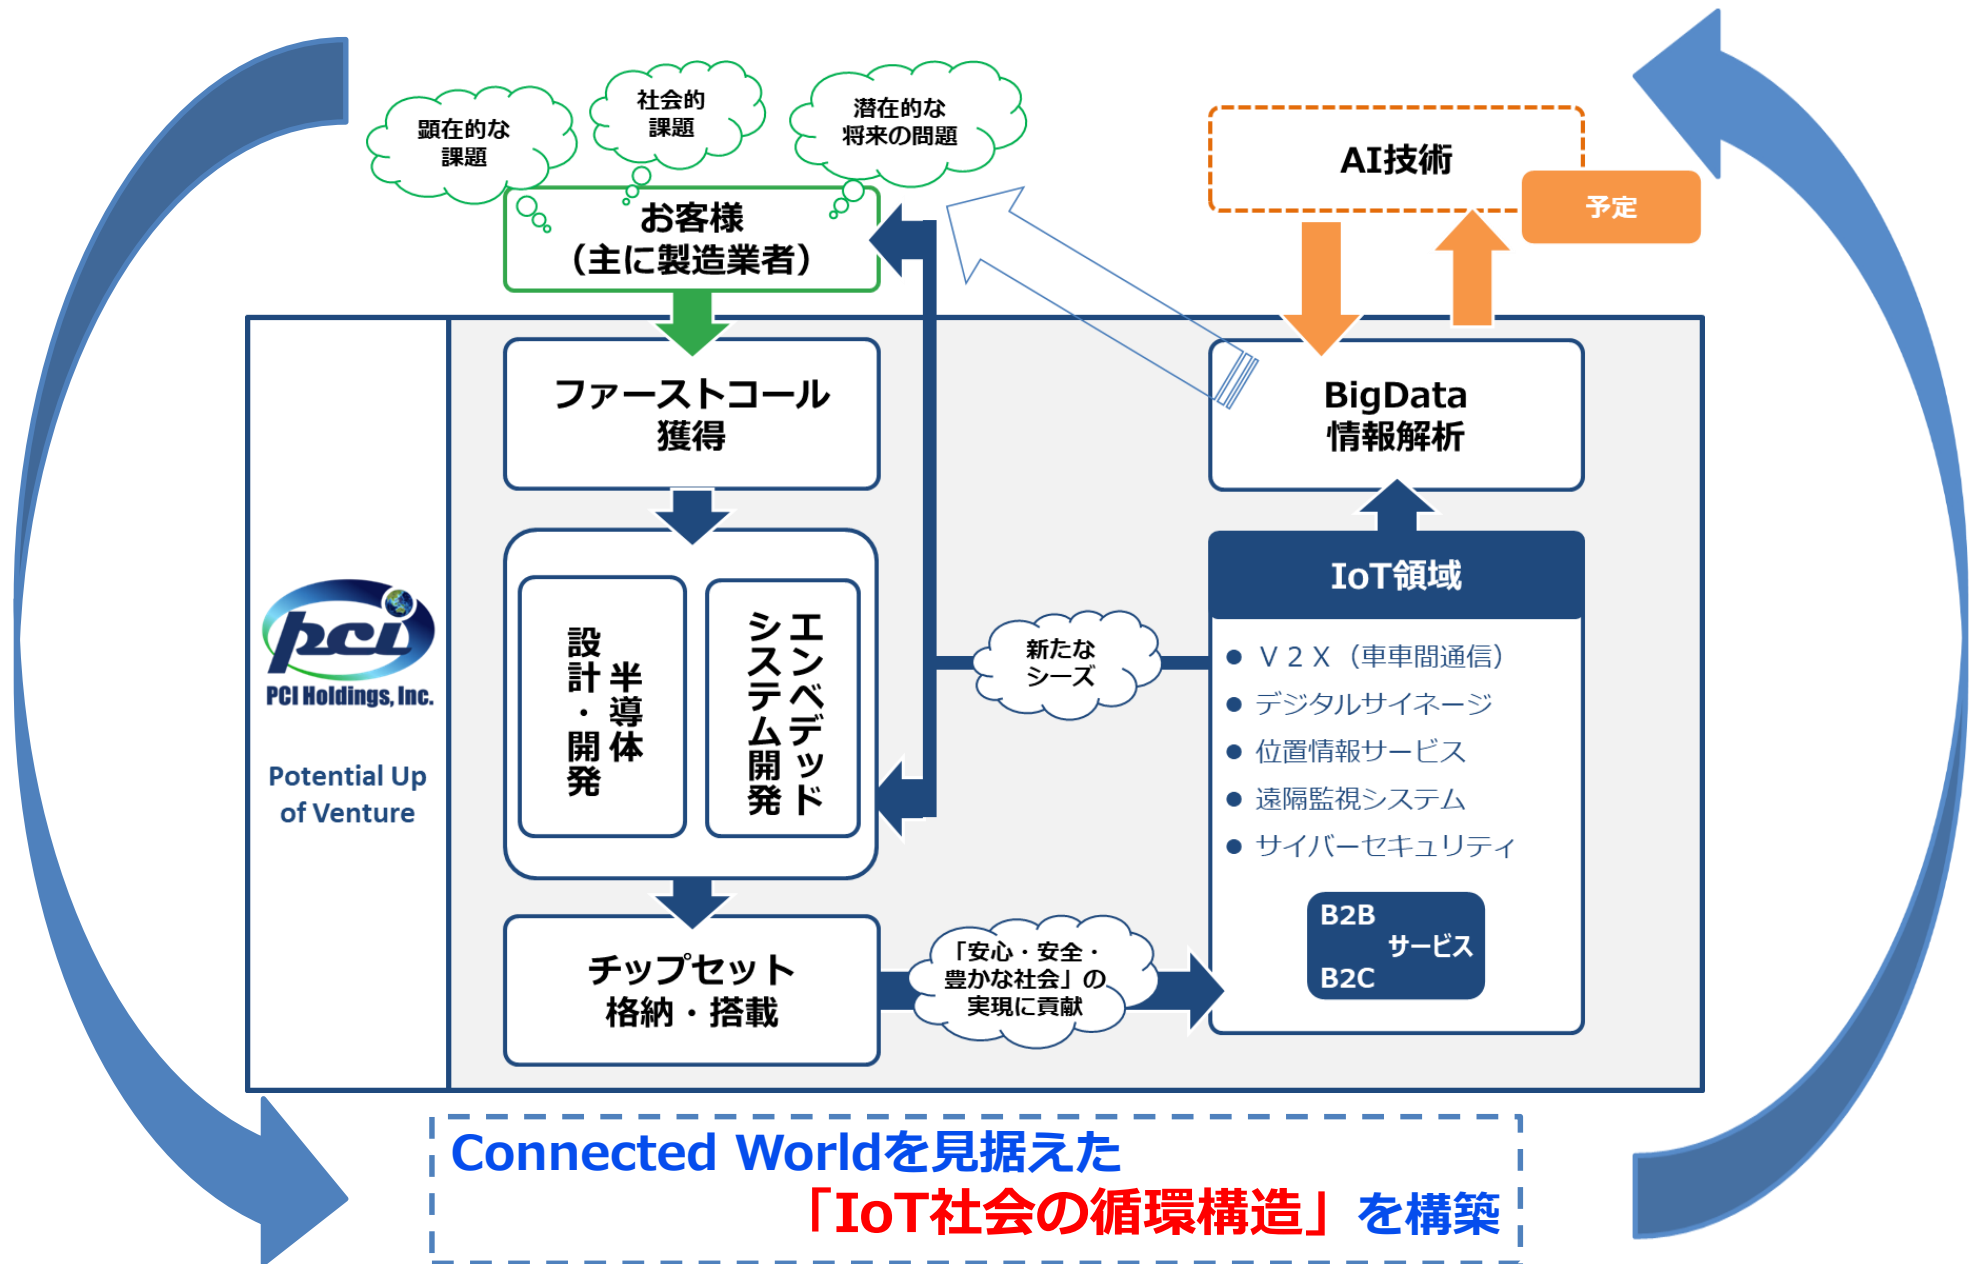 顕在的な
課題
社会的
課題
潜在的な
将来の問題
お客様
（主に製造業者）
AI技術
予定
ファーストコール
獲得
BigData
情報解析
半導体
設計・開発
エンベデッド
システム開発
チップセット
格納・搭載
新たな
シーズ
「安心・安全・
豊かな社会」の
実現に貢献
IoT領域
● Ｖ２Ｘ（車車間通信）
● デジタルサイネージ
● 位置情報サービス
● 遠隔監視システム
● サイバーセキュリティ
B2B
サービス
B2C
pci
PCI Holdings, Inc.
Potential Up
of Venture
Connected Worldを見据えた
「IoT社会の循環構造」を構築